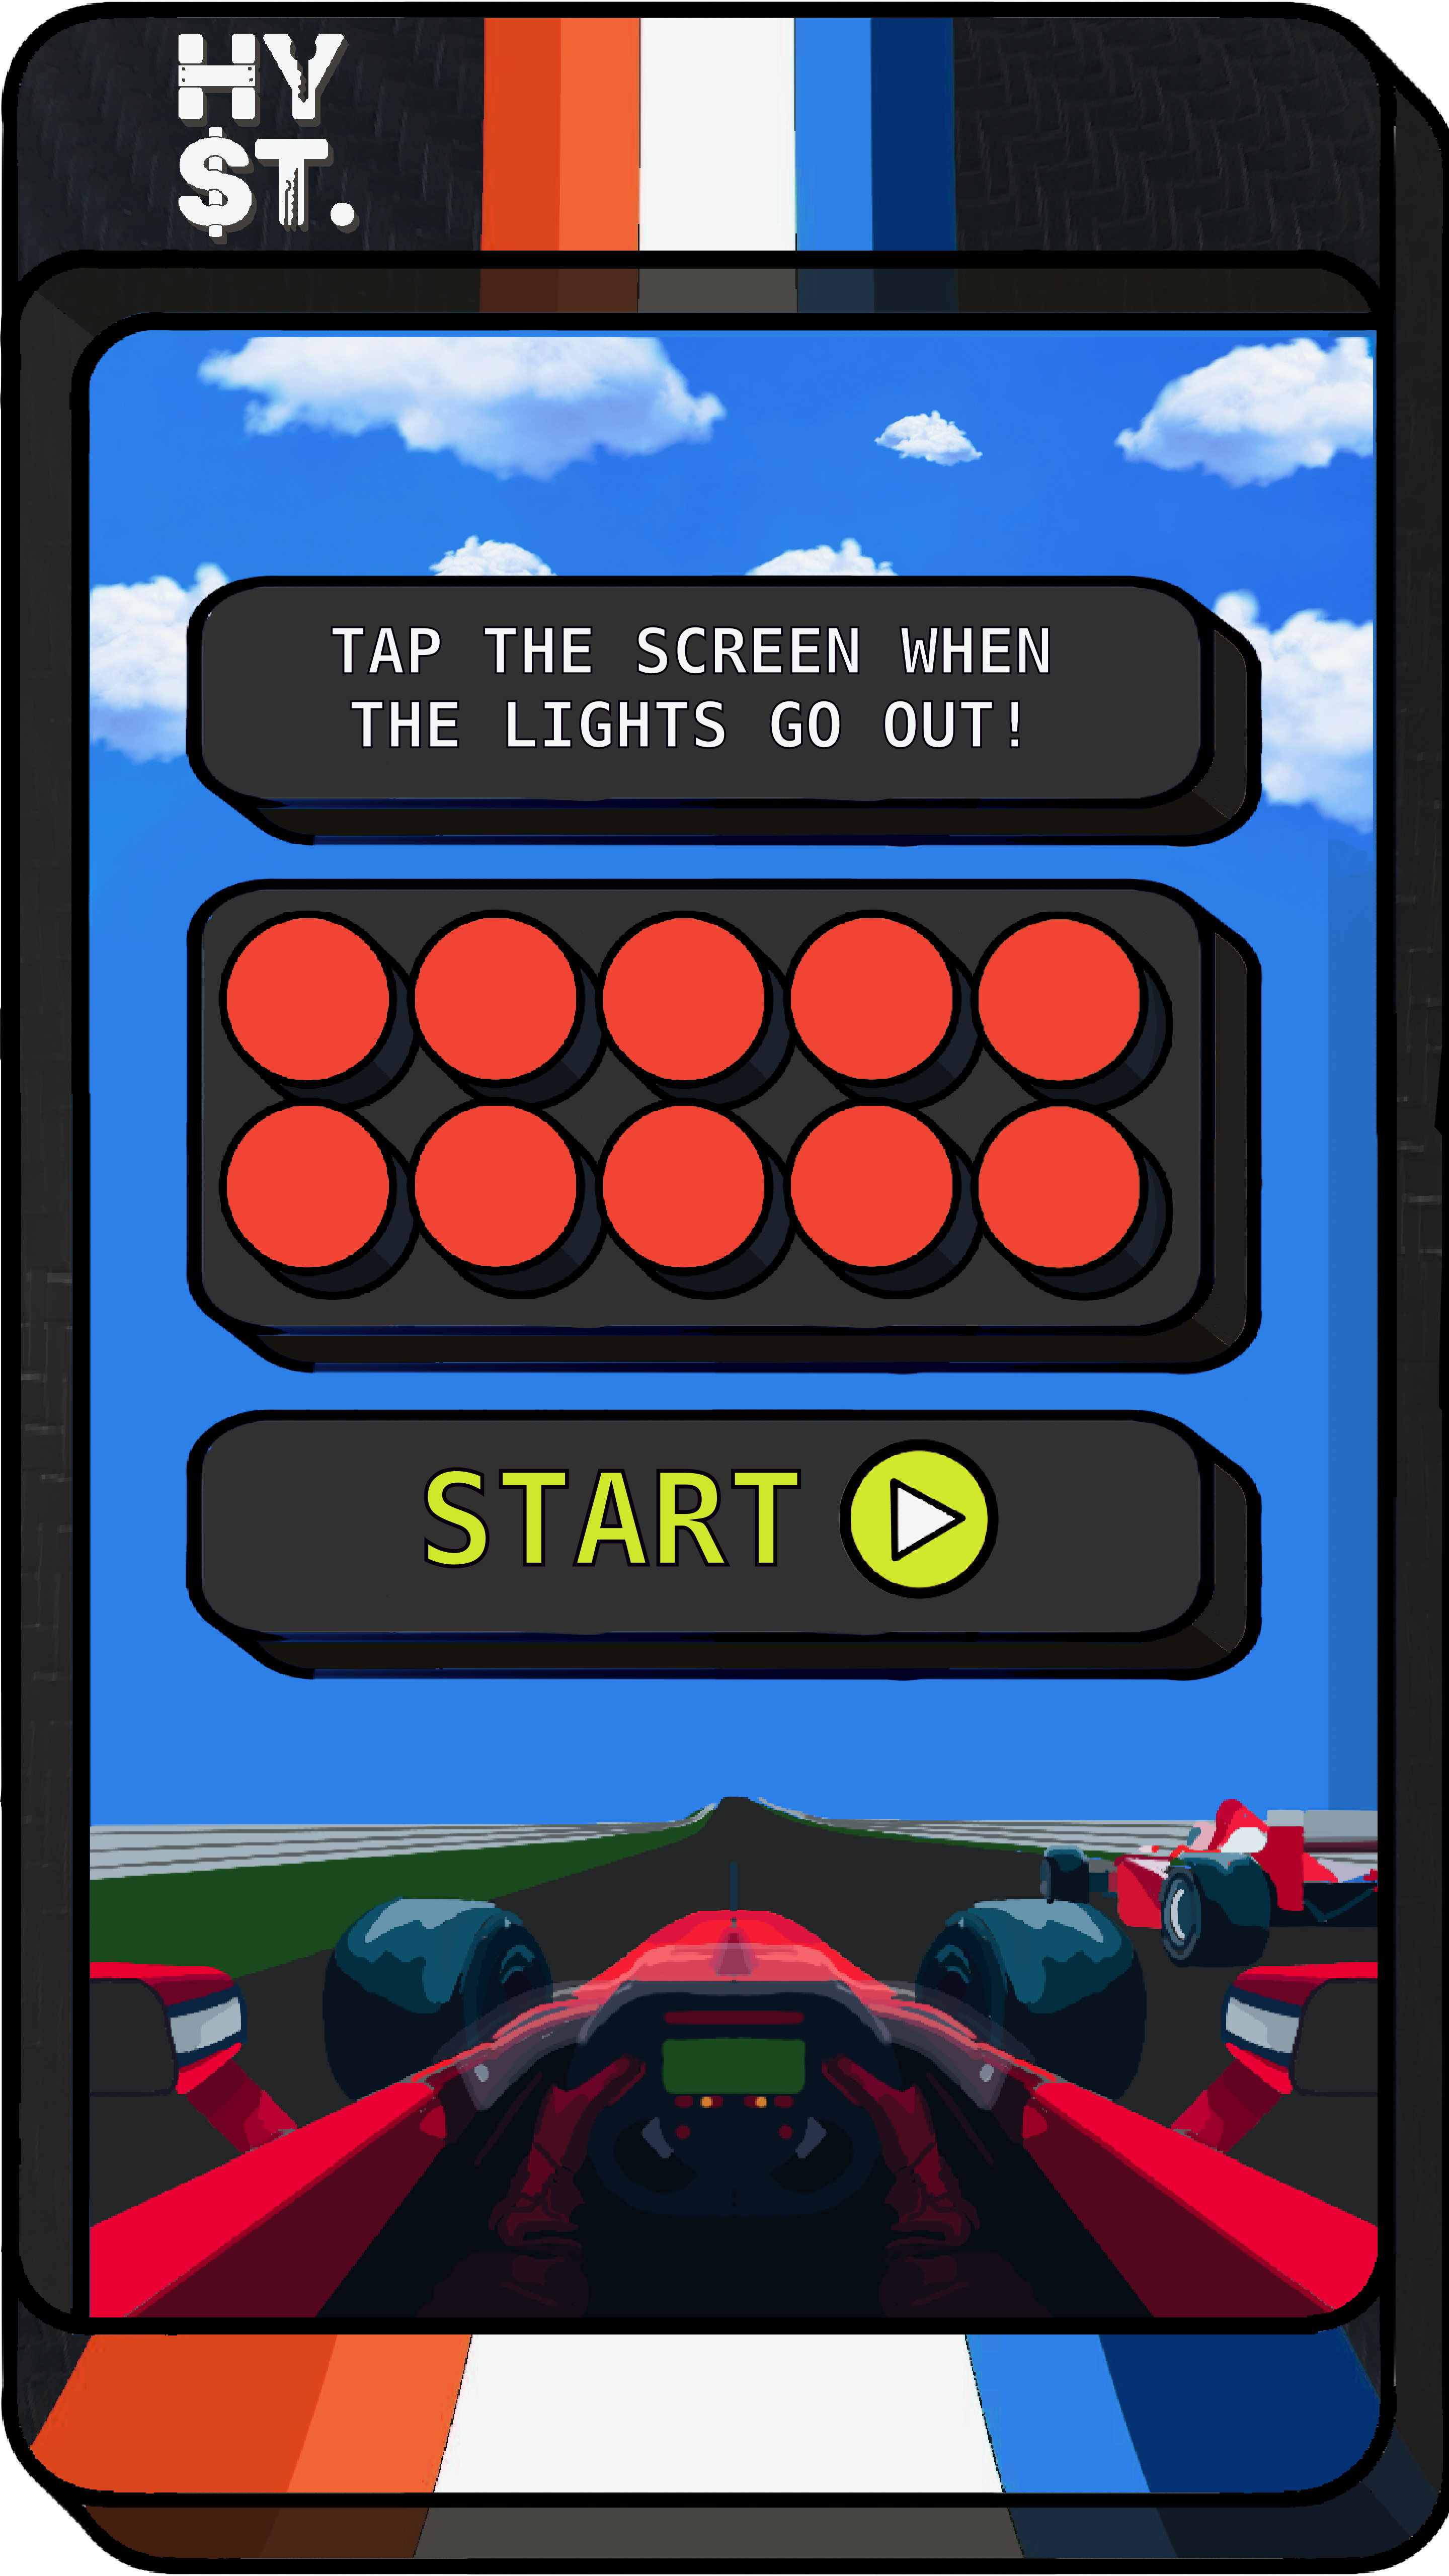 HY
$T.
TAP THE SCREEN WHEN
THE LIGHTS GO OUT!
START